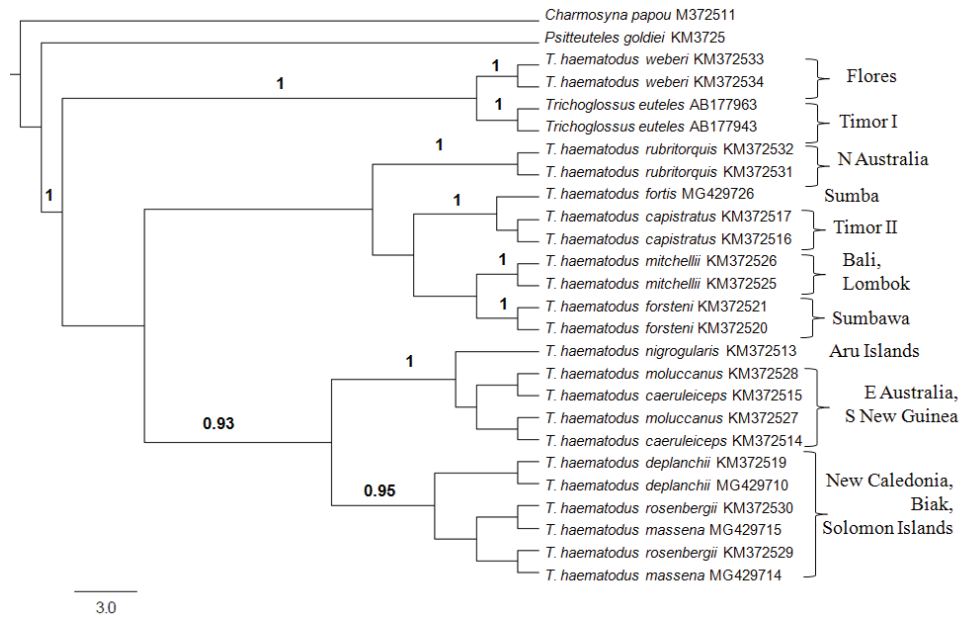 Charmosyna papou M372511
Psitteuteles goldiei KM3725
T. haematodus weberi KM372533
T. haematodus weberi KM372534
Trichoglossus euteles AB177963
Trichoglossus euteles AB177943
T. haematodus rubritorquis KM372532
T. haematodus rubritorquis KM372531
T. haematodus fortis MG429726
T. haematodus capistratus KM372517
T. haematodus capistratus KM372516
T. haematodus mitchellii KM372526
T. haematodus mitchellii KM372525
T. haematodus forsteni KM372521
T. haematodus forsteni KM372520
T. haematodus nigrogularis KM372513
T. haematodus moluccanus KM372528
T. haematodus caeruleiceps KM372515
T. haematodus moluccanus KM372527
T. haematodus caeruleiceps KM372514
T. haematodus deplanchii KM372519
T. haematodus deplanchii MG429710
T. haematodus rosenbergii KM372530
T. haematodus massena MG429715
T. haematodus rosenbergii KM372529
T. haematodus massena MG429714
Flores
Timor I
N Australia
Sumba
Timor II
Bali,
Lombok
Sumbawa
Aru Islands
E Australia,
S New Guinea
New Caledonia,
Biak,
Solomon Islands
1
1
1
1
1
1
1
1
1
0.93
0.95
3.0